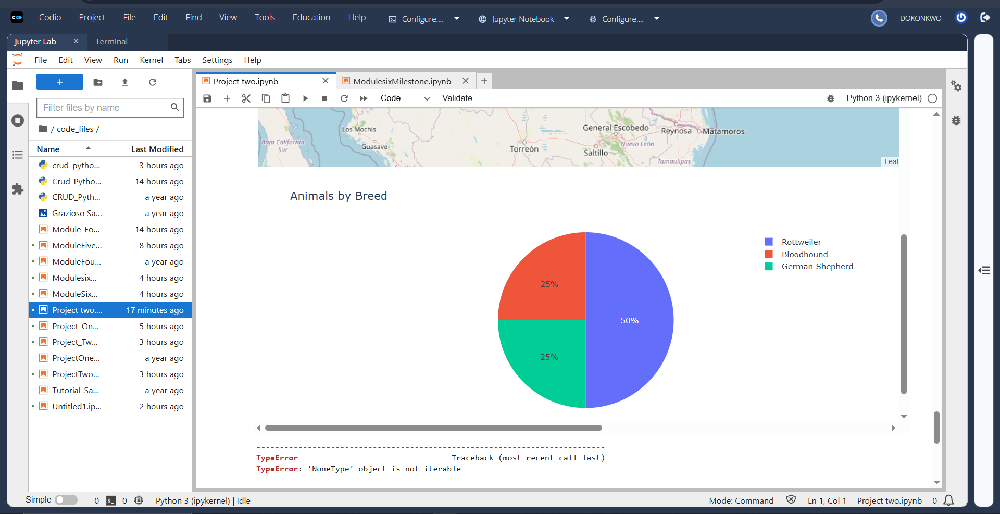 Codio Project File Edit Find View Tools Education Help Configure.... Jupyter Notebook Configure.... DOKONKWO
Jupyter Lab Terminal
File Edit View Run Kernel Tabs Settings Help
Project two.ipynb ModulesixMilestone.ipynb
Code Validate Python 3 (ipykernel)
Filter files by name
/ code_files /
Name Last Modified
crud_pytho... 3 hours ago
Crud_Pytho... 14 hours ago
CRUD_Pyth... a year ago
Grazioso Sa... a year ago
Module-Fo... 14 hours ago
ModuleFive... 8 hours ago
ModuleFou... a year ago
Modulesix... 4 hours ago
ModuleSix... 4 hours ago
Project two.... 17 minutes ago
Project_On... 5 hours ago
Project_Tw... 3 hours ago
ProjectOne... a year ago
ProjectTwo... 3 hours ago
Tutorial_Sa... a year ago
Untitled1.ip... 2 hours ago
Los Mochis
General Escobedo
Reynosa
Matamoros
Baja California
Sur
Guasave
Torreón
Nuevo León
Saltillo
Tamaulipas
Leaf
Animals by Breed
Rottweiler
Bloodhound
German Shepherd
25%
50%
25%
---------------------------------------------------------------------------
TypeError Traceback (most recent call last)
TypeError: 'NoneType' object is not iterable
Simple 0 $_ 0 Python 3 (ipykernel) | Idle Mode: Command Ln 1, Col 1 Project two.ipynb 0